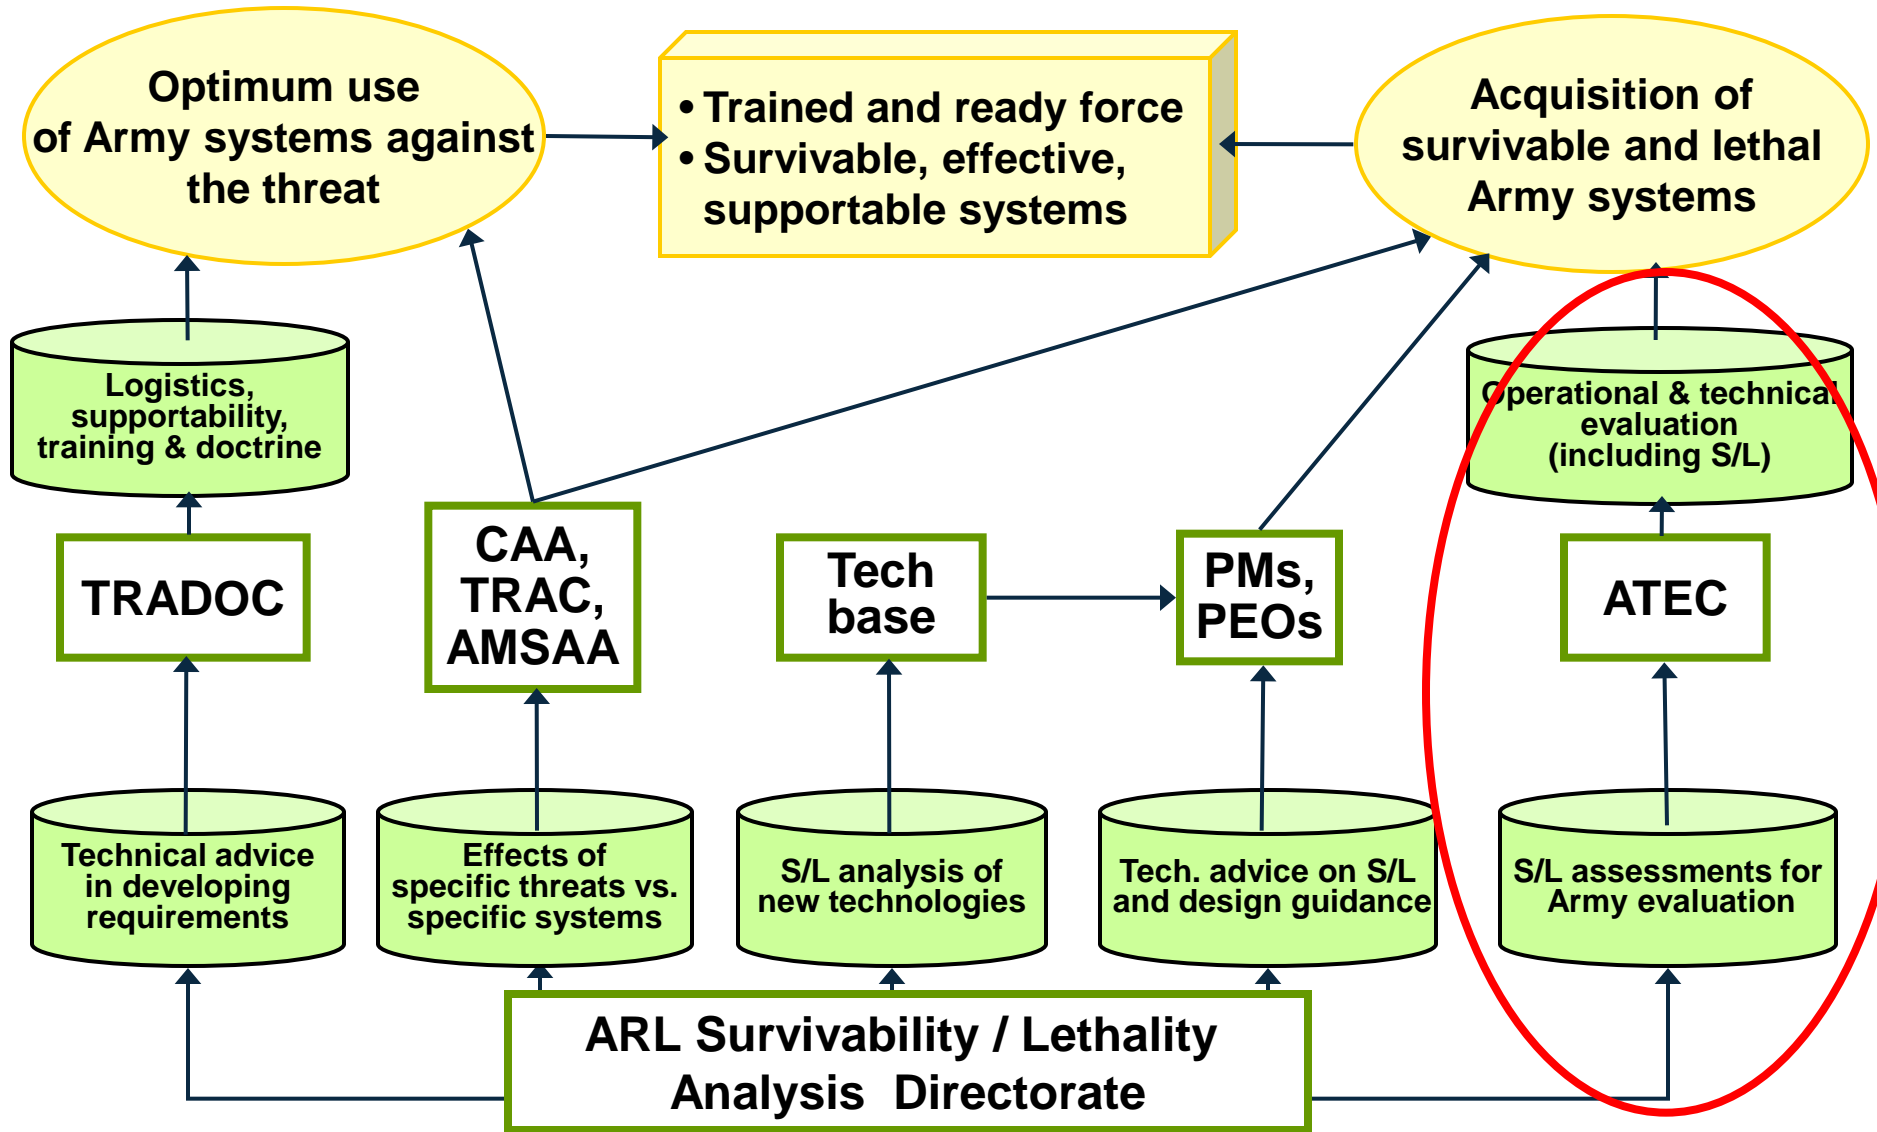 Optimum use
of Army systems against
the threat
• Trained and ready force
• Survivable, effective,
supportable systems
Acquisition of
survivable and lethal
Army systems
Logistics,
supportability,
training & doctrine
Operational & technical
evaluation
(including S/L)
TRADOC
CAA,
TRAC,
AMSAA
Tech
base
PMs,
PEOs
ATEC
Technical advice
in developing
requirements
Effects of
specific threats vs.
specific systems
S/L analysis of
new technologies
Tech. advice on S/L
and design guidance
S/L assessments for
Army evaluation
ARL Survivability / Lethality
Analysis Directorate